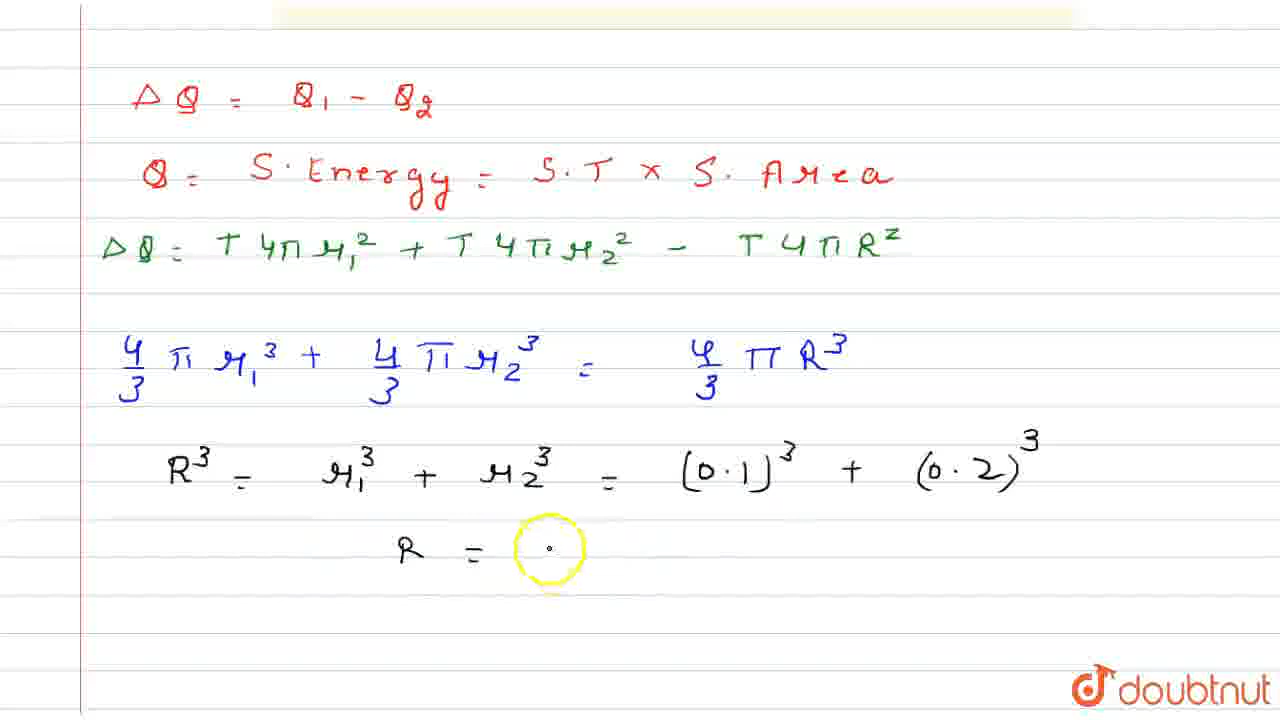 Δ Q = Q₁ - Q₂
Q = S. Energy = S.T × S. Area
ΔQ = T 4π r₁² + T 4π r₂² - T 4π R²
4/3 π r₁³ + 4/3 π r₂³ = 4/3 π R³
R³ = r₁³ + r₂³ = (0.1)³ + (0.2)³
R =
doubtnut